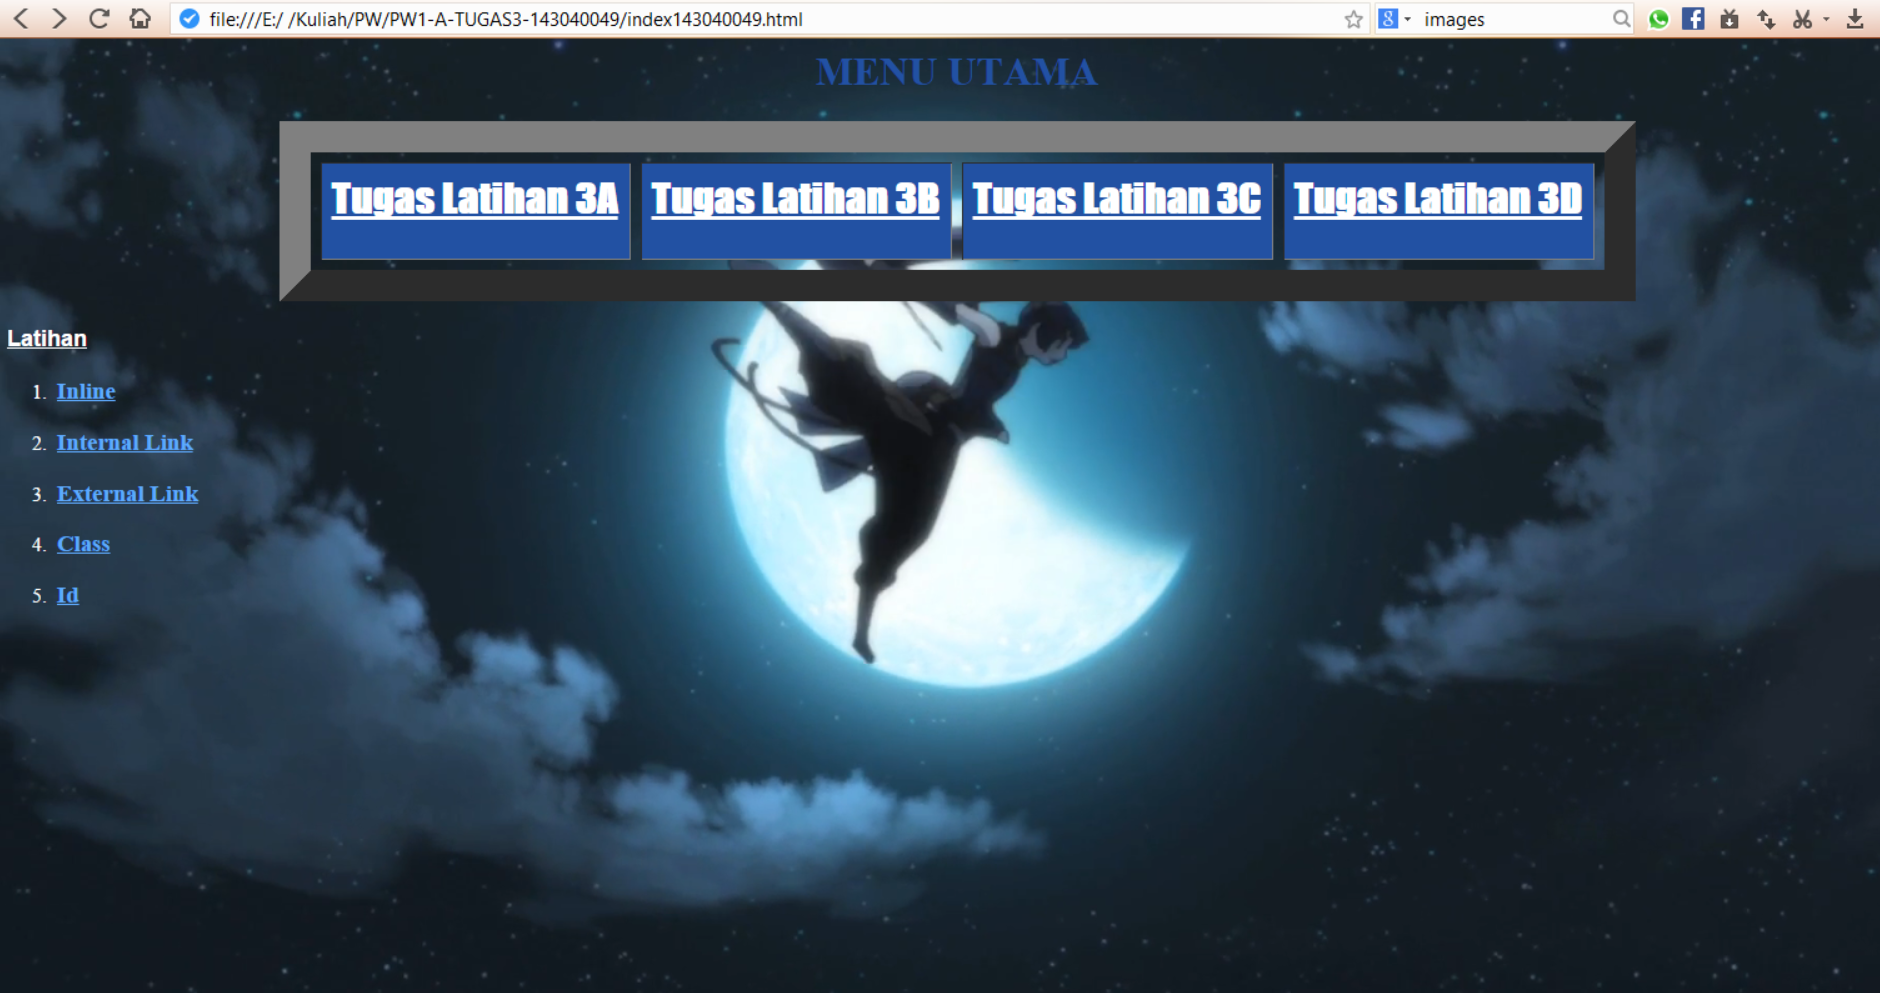 file:///E:/ /Kuliah/PW/PW1-A-TUGAS3-143040049/index143040049.html
images
MENU UTAMA
Tugas Latihan 3A Tugas Latihan 3B Tugas Latihan 3C Tugas Latihan 3D
Latihan
1. Inline
2. Internal Link
3. External Link
4. Class
5. Id